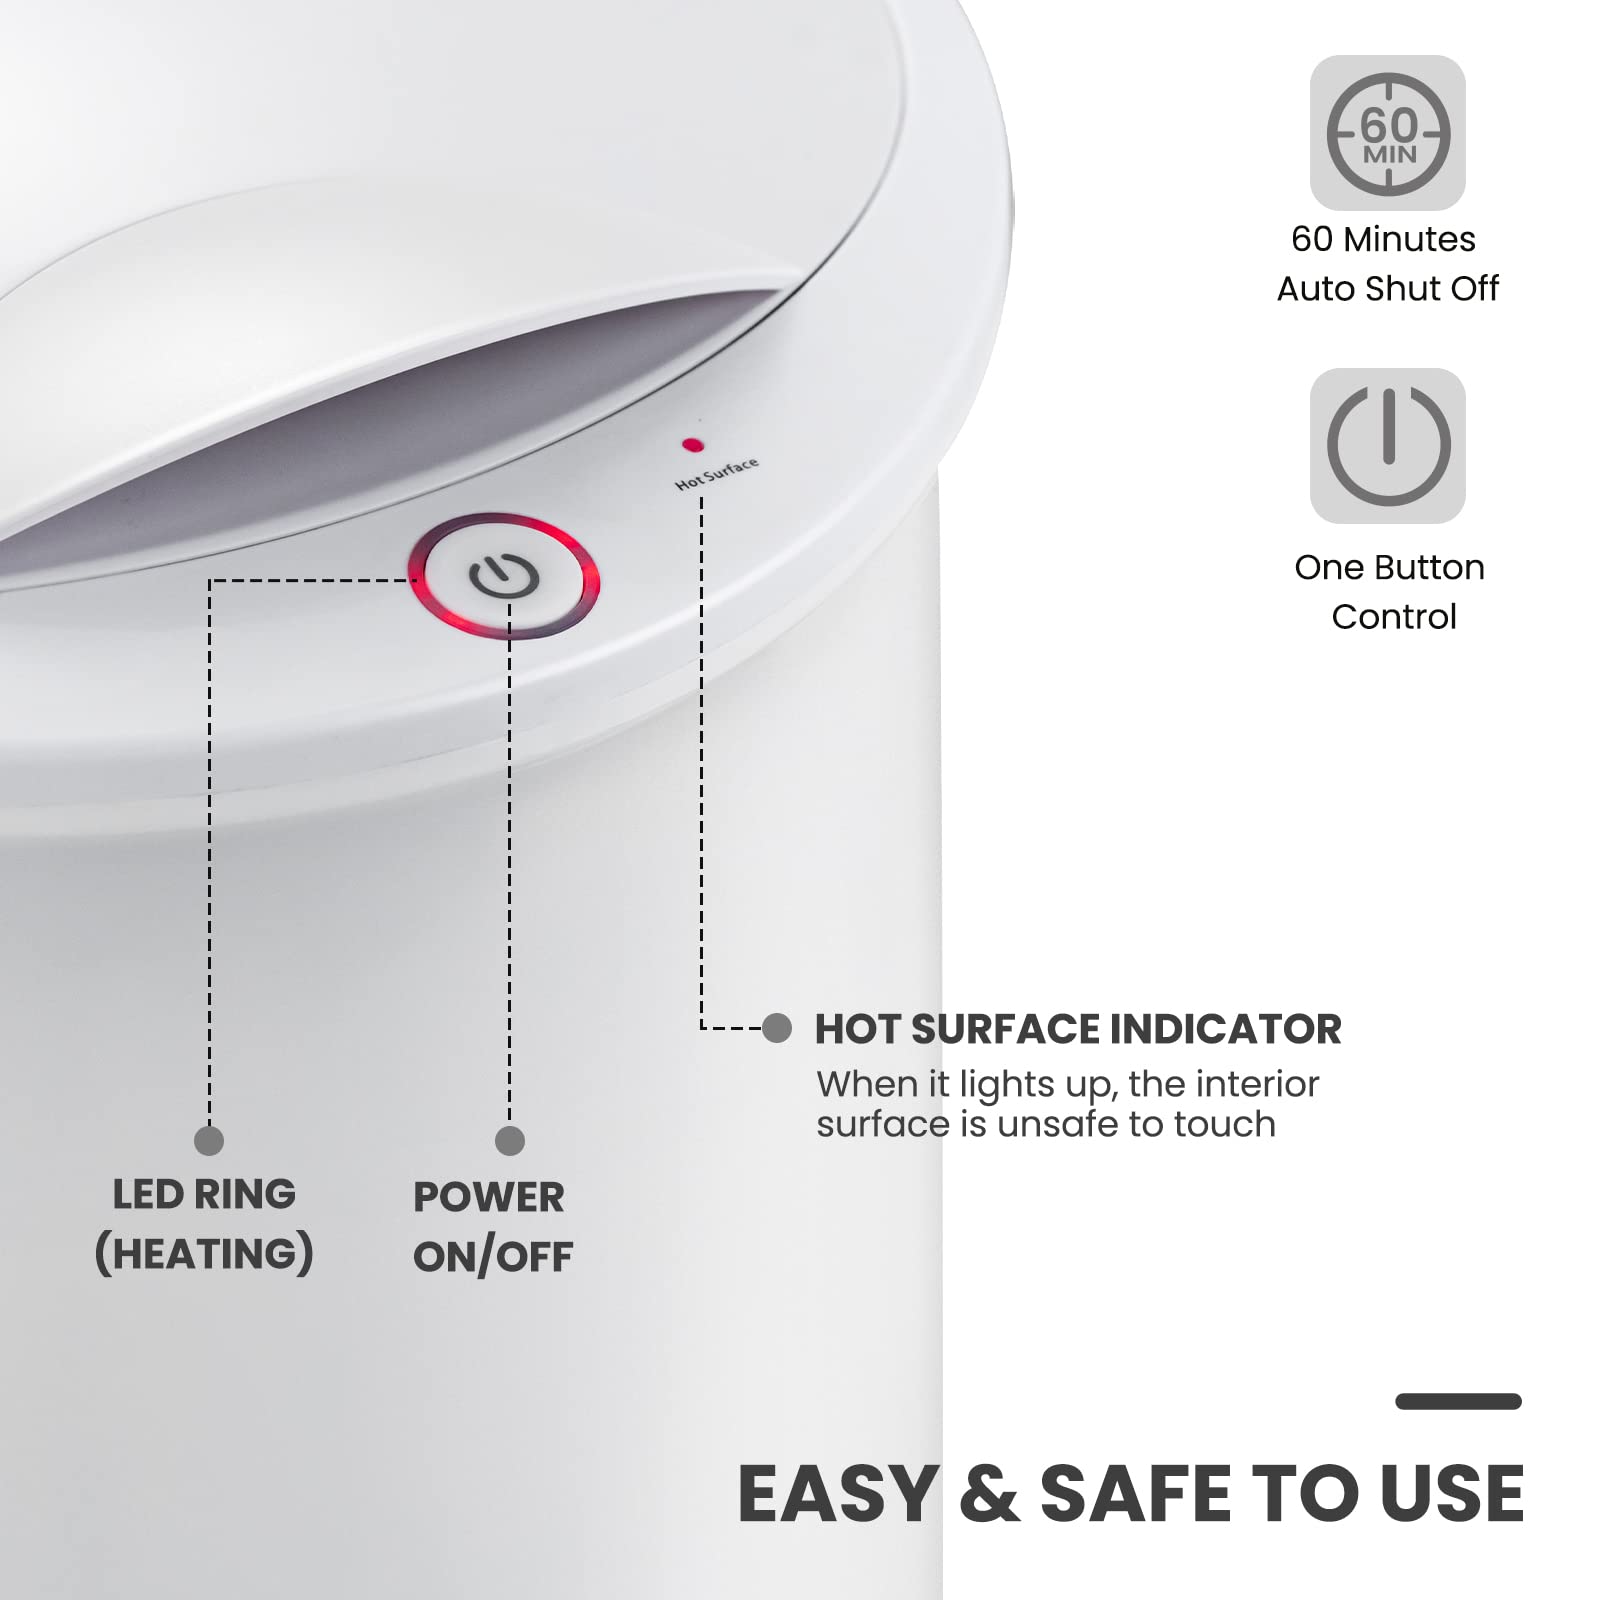 60
MIN
60 Minutes
Auto Shut Off
One Button
Control
Hot Surface
HOT SURFACE INDICATOR
When it lights up, the interior
surface is unsafe to touch
LED RING
(HEATING)
POWER
ON/OFF
EASY & SAFE TO USE